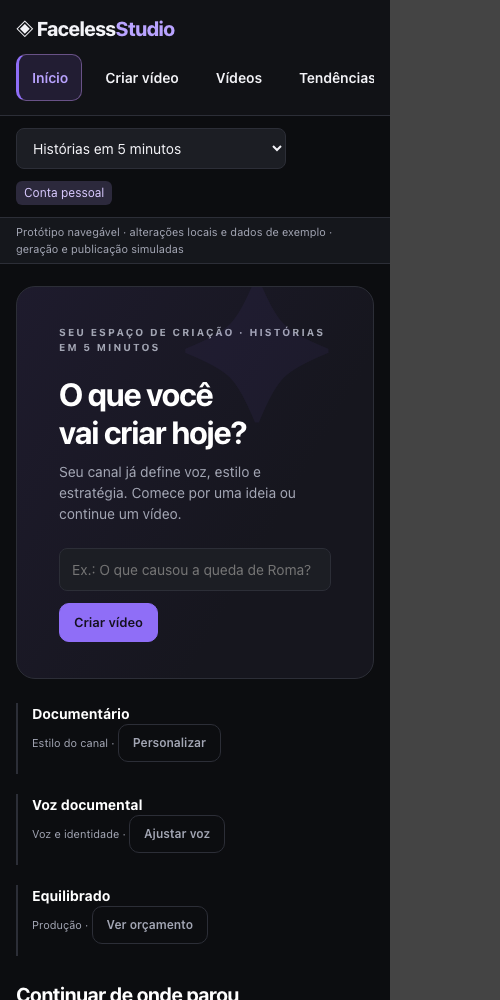 FacelessStudio
Início Criar vídeo Vídeos Tendências
Histórias em 5 minutos
Conta pessoal
Protótipo navegável · alterações locais e dados de exemplo ·
geração e publicação simuladas
SEU ESPAÇO DE CRIAÇÃO · HISTÓRIAS
EM 5 MINUTOS
O que você
vai criar hoje?
Seu canal já define voz, estilo e
estratégia. Comece por uma ideia ou
continue um vídeo.
Ex.: O que causou a queda de Roma?
Criar vídeo
Documentário
Estilo do canal · Personalizar
Voz documental
Voz e identidade · Ajustar voz
Equilibrado
Produção · Ver orçamento
Continuar de onde parou